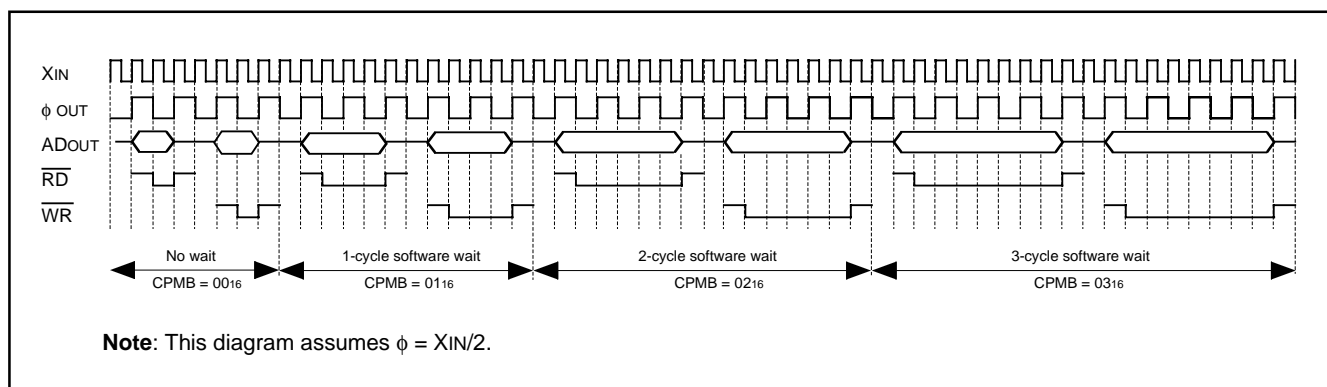 XIN
ϕ OUT
ADOUT
RD
WR
No wait
CPMB = 0016
1-cycle software wait
CPMB = 0116
2-cycle software wait
CPMB = 0216
3-cycle software wait
CPMB = 0316
Note: This diagram assumes ϕ = XIN/2.